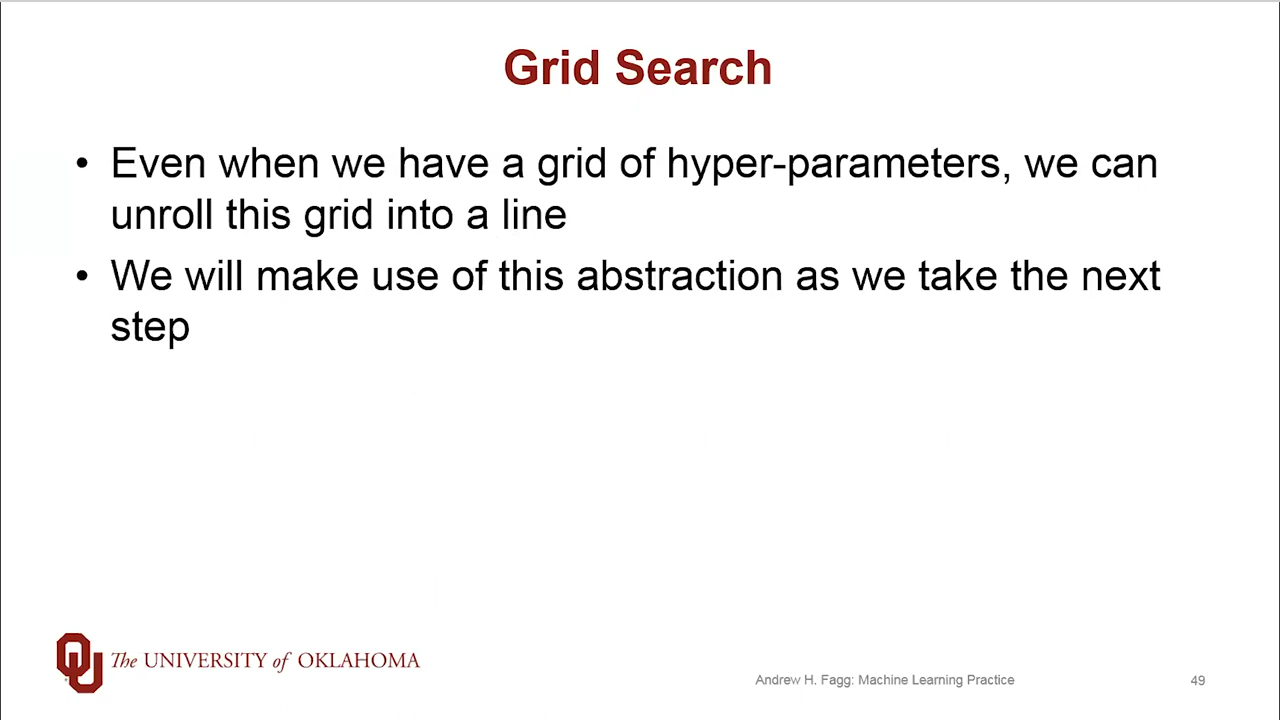 Grid Search
• Even when we have a grid of hyper-parameters, we can
unroll this grid into a line
• We will make use of this abstraction as we take the next
step
The UNIVERSITY of OKLAHOMA
Andrew H. Fagg: Machine Learning Practice
49